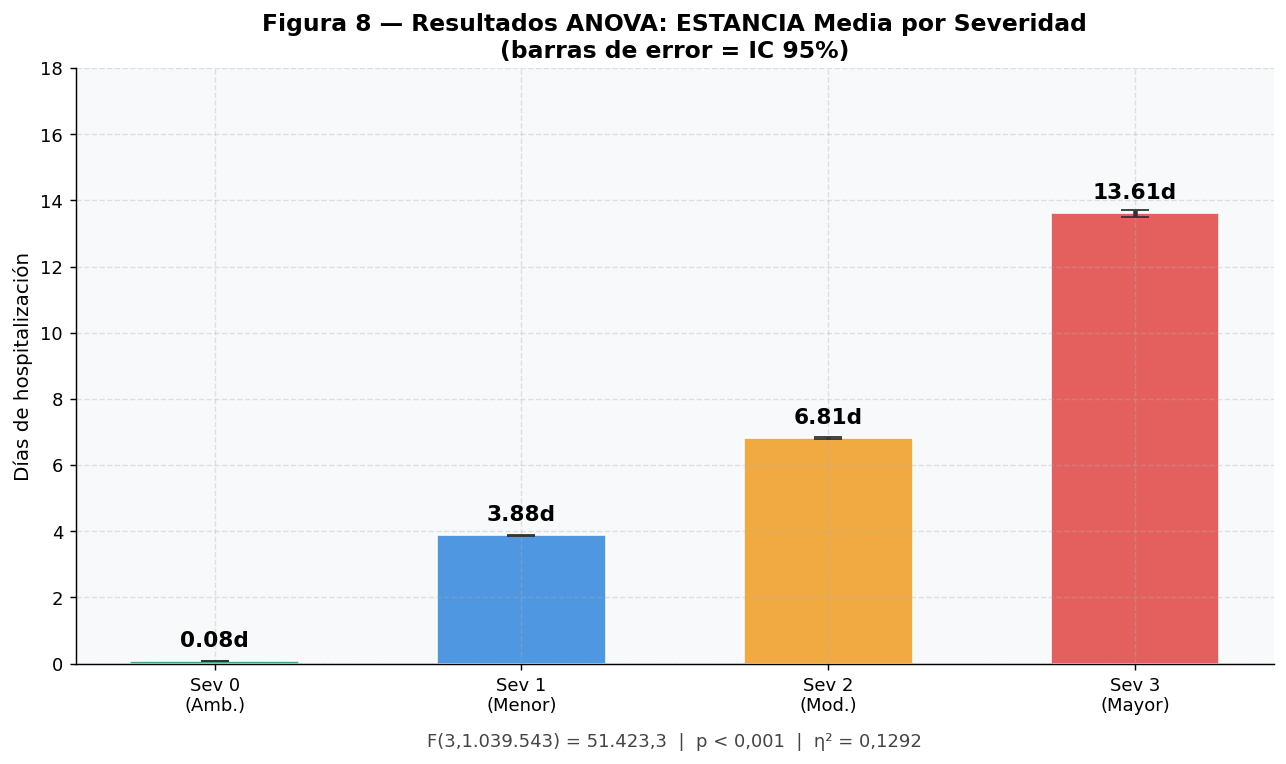 Figura 8 — Resultados ANOVA: ESTANCIA Media por Severidad
(barras de error = IC 95%)
Días de hospitalización
18
16
14
12
10
8
6
4
2
0
13.61d
6.81d
3.88d
0.08d
Sev 0
(Amb.)
Sev 1
(Menor)
Sev 2
(Mod.)
Sev 3
(Mayor)
F(3,1.039.543) = 51.423,3 | p < 0,001 | η² = 0,1292